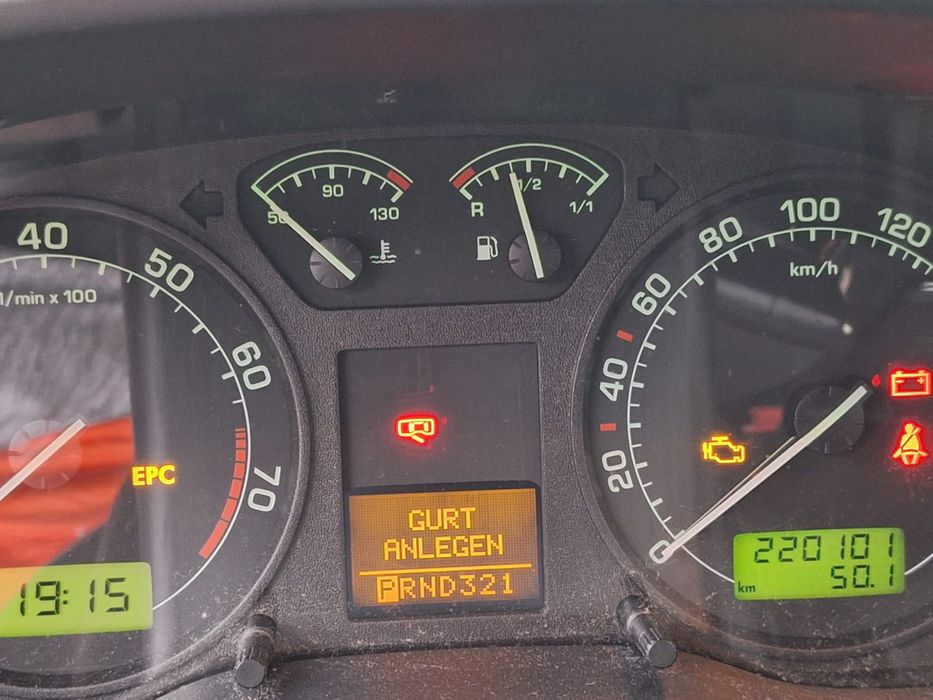 50 90 130
R 1/2 1/1
40 50 60 70
1/min x 100
EPC
19:15
GURT
ANLEGEN
PRND321
0 20 40 60 80 100 120
km/h
220101
km 50.1